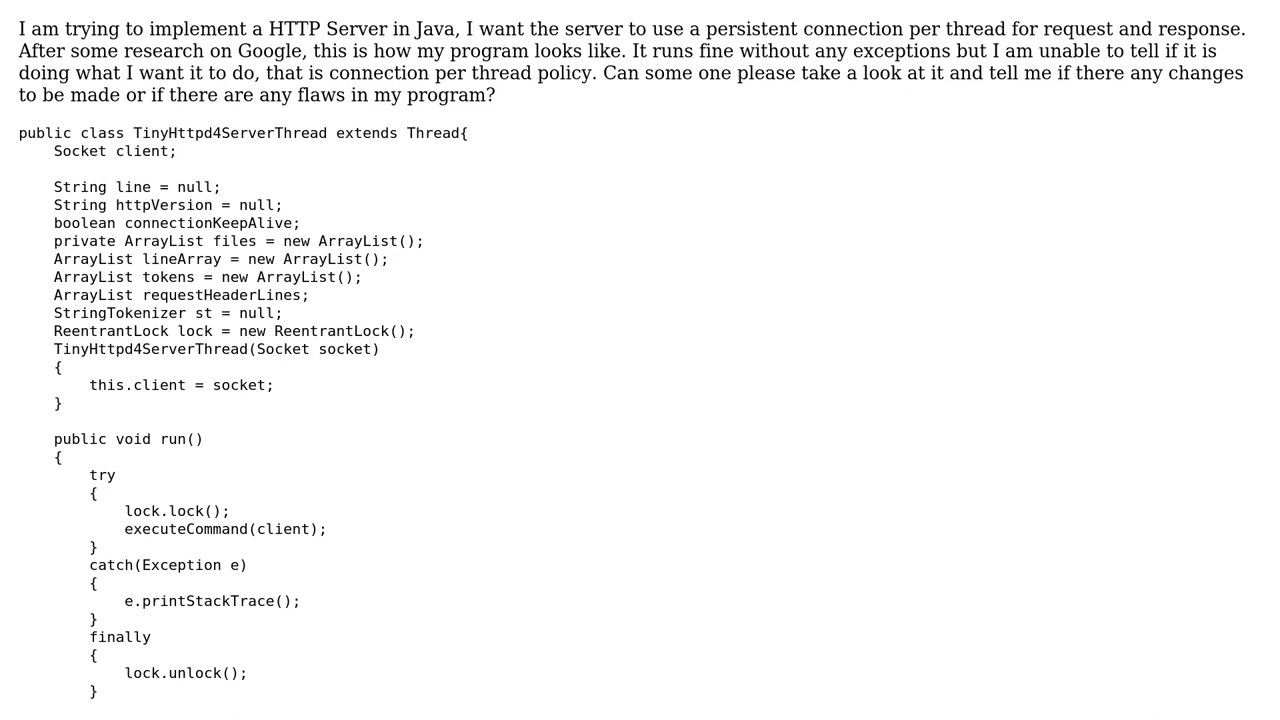 I am trying to implement a HTTP Server in Java, I want the server to use a persistent connection per thread for request and response.
After some research on Google, this is how my program looks like. It runs fine without any exceptions but I am unable to tell if it is
doing what I want it to do, that is connection per thread policy. Can some one please take a look at it and tell me if there any changes
to be made or if there are any flaws in my program?
public class TinyHttpd4ServerThread extends Thread{
    Socket client;

    String line = null;
    String httpVersion = null;
    boolean connectionKeepAlive;
    private ArrayList files = new ArrayList();
    ArrayList lineArray = new ArrayList();
    ArrayList tokens = new ArrayList();
    ArrayList requestHeaderLines;
    StringTokenizer st = null;
    ReentrantLock lock = new ReentrantLock();
    TinyHttpd4ServerThread(Socket socket)
    {
        this.client = socket;
    }

    public void run()
    {
        try
        {
            lock.lock();
            executeCommand(client);
        }
        catch(Exception e)
        {
            e.printStackTrace();
        }
        finally
        {
            lock.unlock();
        }